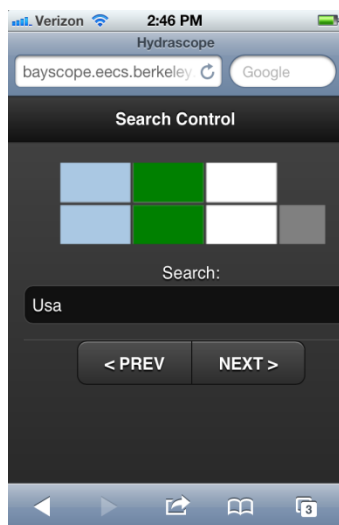 Verizon 2:46 PM
Hydrascope
bayscope.eecs.berkeley Google
Search Control
Search:
Usa
< PREV NEXT >
3